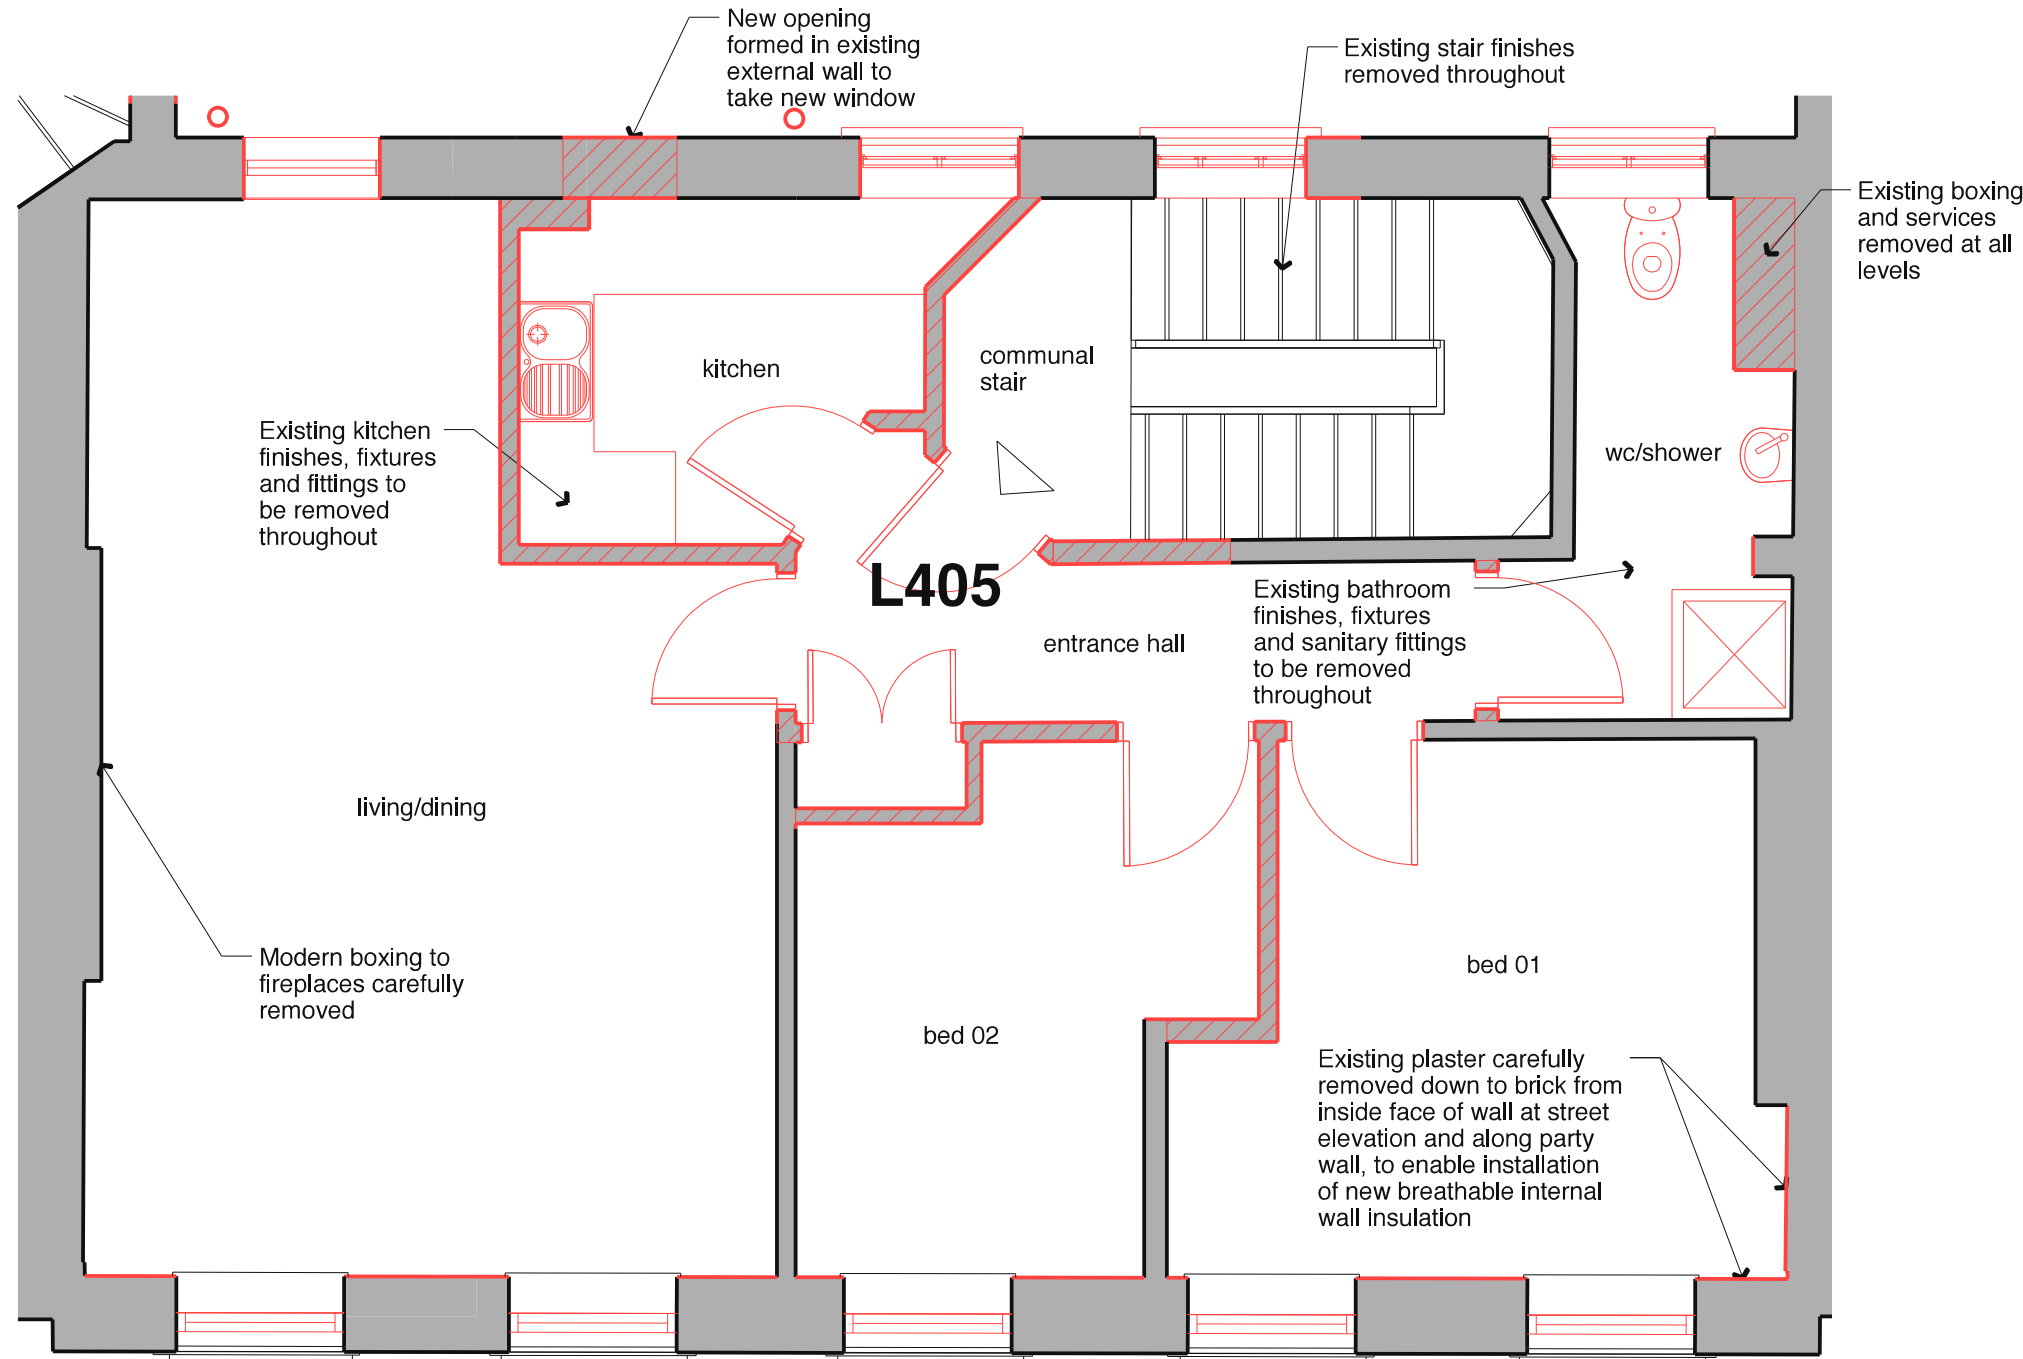 New opening
formed in existing
external wall to
take new window
Existing stair finishes
removed throughout
Existing boxing
and services
removed at all
levels
kitchen
communal
stair
Existing kitchen
finishes, fixtures
and fittings to
be removed
throughout
wc/shower
L405
entrance hall
Existing bathroom
finishes, fixtures
and sanitary fittings
to be removed
throughout
living/dining
Modern boxing to
fireplaces carefully
removed
bed 02
bed 01
Existing plaster carefully
removed down to brick from
inside face of wall at street
elevation and along party
wall, to enable installation
of new breathable internal
wall insulation